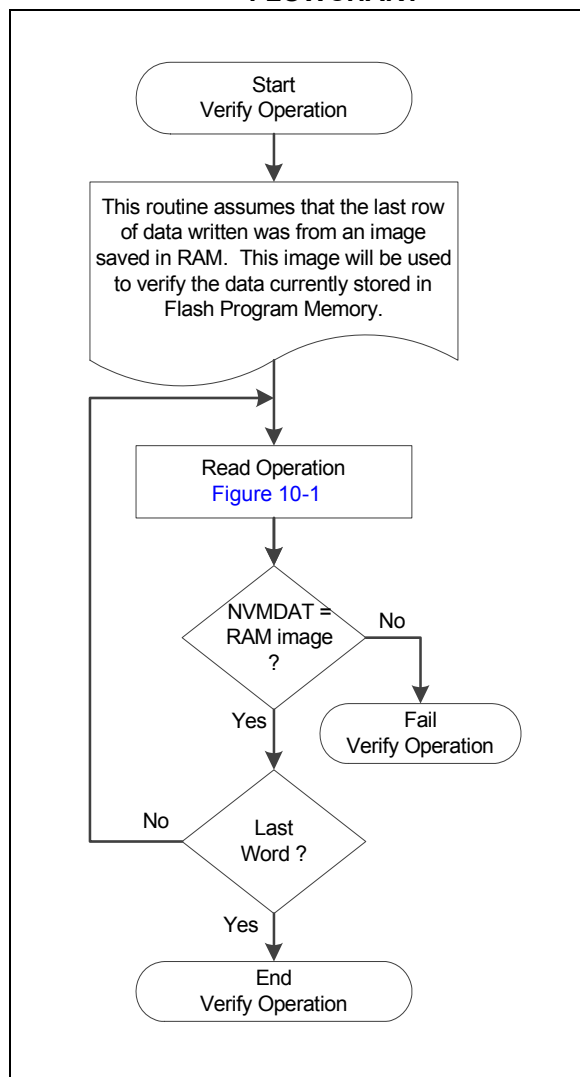 Start
Verify Operation
This routine assumes that the last row
of data written was from an image
saved in RAM. This image will be used
to verify the data currently stored in
Flash Program Memory.
Read Operation
Figure 10-1
NVMDAT =
RAM image
?
No
Yes
Fail
Verify Operation
No
Last
Word ?
Yes
End
Verify Operation